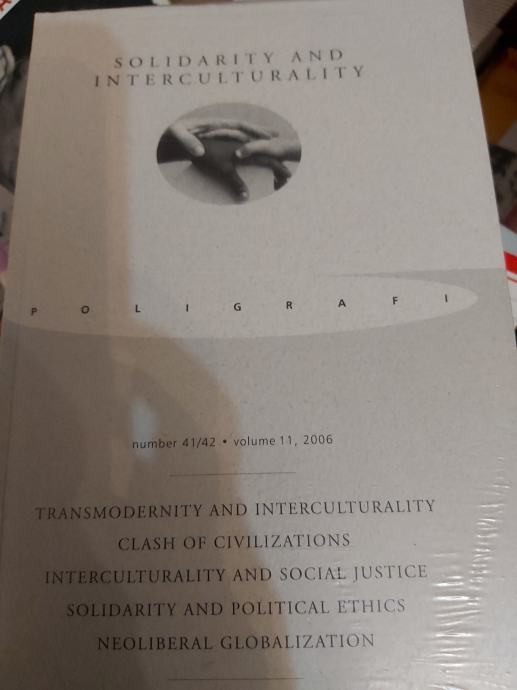 SOLIDARITY AND
INTERCULTURALITY
POLIGRAFI
number 41/42 • volume 11, 2006
TRANSMODERNITY AND INTERCULTURALITY
CLASH OF CIVILIZATIONS
INTERCULTURALITY AND SOCIAL JUSTICE
SOLIDARITY AND POLITICAL ETHICS
NEOLIBERAL GLOBALIZATION